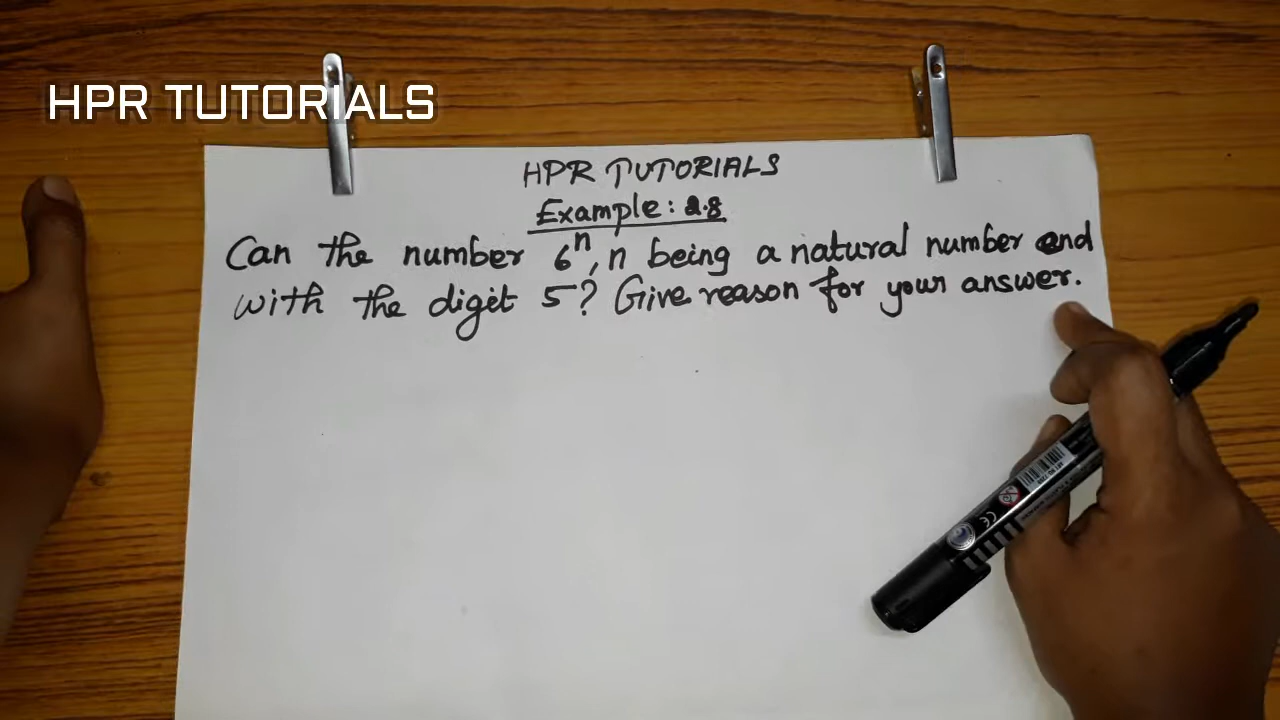 HPR TUTORIALS
HPR TUTORIALS
Example: 2.8
Can the number 6ⁿ, n being a natural number end
with the digit 5? Give reason for your answer.